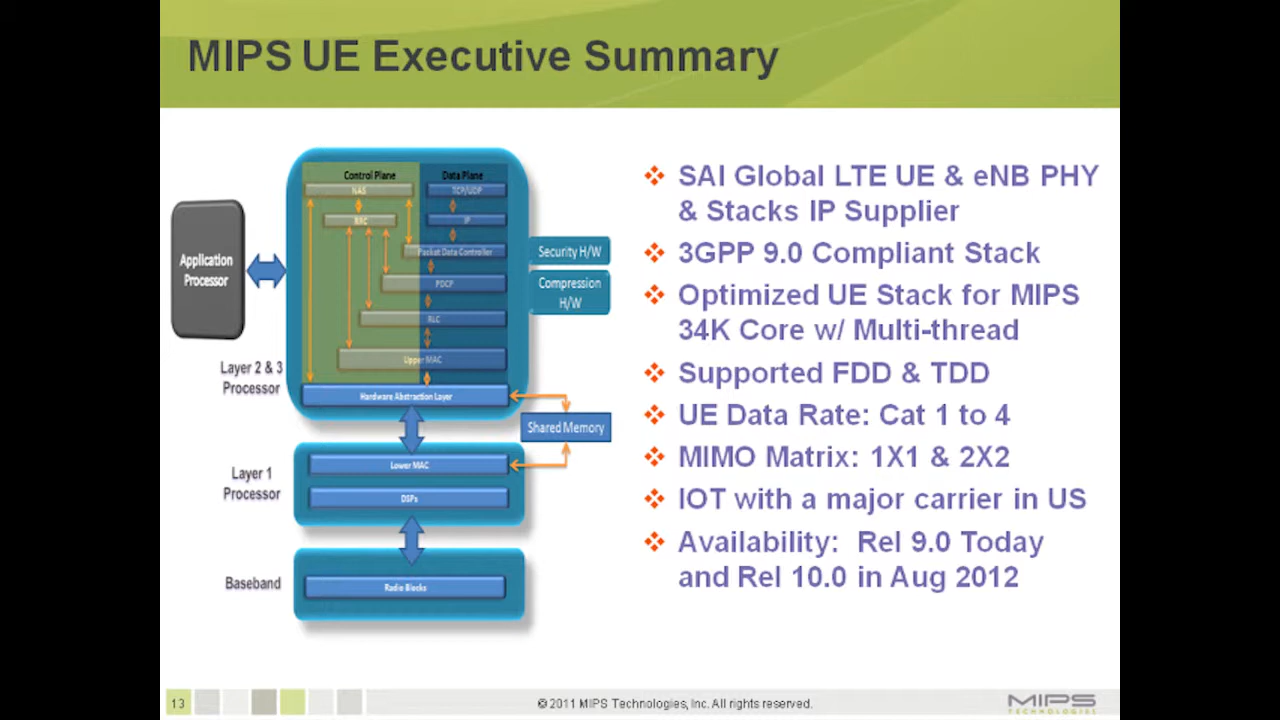 MIPS UE Executive Summary
Control Plane
Data Plane
NAS
TCP/UDP
RRC
IP
Packet Data Controller
PDCP
RLC
Upper MAC
Hardware Abstraction Layer
Application
Processor
Security H/W
Compression
H/W
Layer 2 & 3
Processor
Shared Memory
Lower MAC
DSPs
Layer 1
Processor
Baseband
Radio Blocks
SAI Global LTE UE & eNB PHY
& Stacks IP Supplier
3GPP 9.0 Compliant Stack
Optimized UE Stack for MIPS
34K Core w/ Multi-thread
Supported FDD & TDD
UE Data Rate: Cat 1 to 4
MIMO Matrix: 1X1 & 2X2
IOT with a major carrier in US
Availability: Rel 9.0 Today
and Rel 10.0 in Aug 2012
13
© 2011 MIPS Technologies, Inc. All rights reserved.
MIPS
TECHNOLOGIES